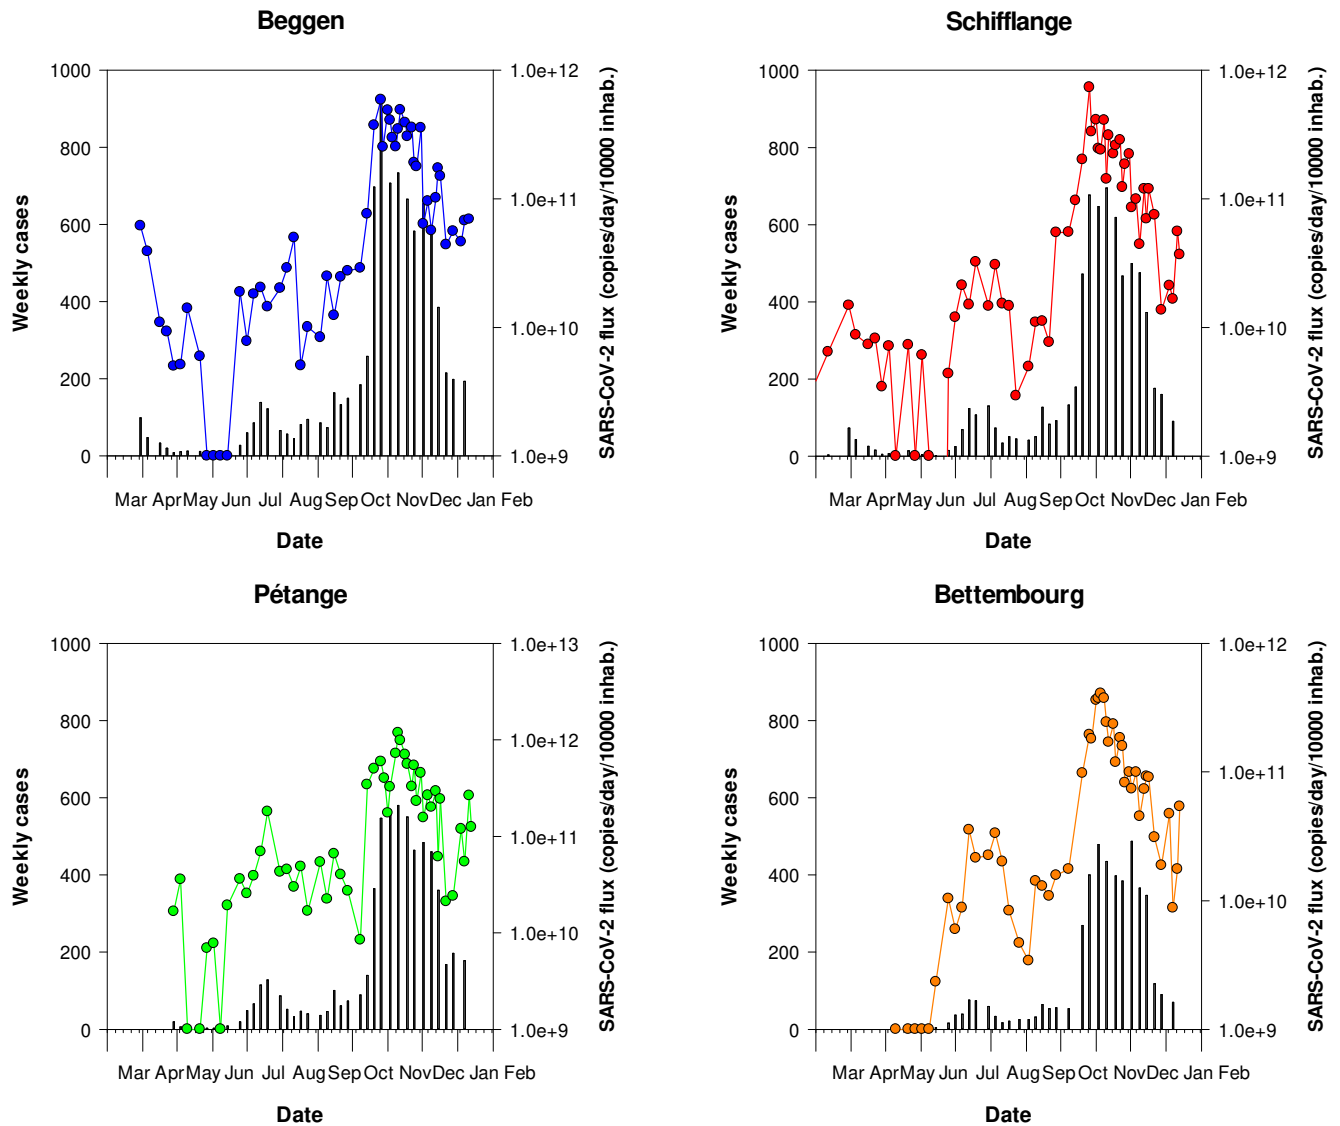 Beggen
1000
800
600
400
200
0
Weekly cases
1.0e+12
1.0e+11
1.0e+10
1.0e+9
SARS-CoV-2 flux (copies/day/10000 inhab.)
Mar Apr May Jun Jul Aug Sep Oct Nov Dec Jan Feb
Date
Schifflange
1000
800
600
400
200
0
Weekly cases
1.0e+12
1.0e+11
1.0e+10
1.0e+9
SARS-CoV-2 flux (copies/day/10000 inhab.)
Mar Apr May Jun Jul Aug Sep Oct Nov Dec Jan Feb
Date
Pétange
1000
800
600
400
200
0
Weekly cases
1.0e+13
1.0e+12
1.0e+11
1.0e+10
1.0e+9
SARS-CoV-2 flux (copies/day/10000 inhab.)
Mar Apr May Jun Jul Aug Sep Oct Nov Dec Jan Feb
Date
Bettembourg
1000
800
600
400
200
0
Weekly cases
1.0e+12
1.0e+11
1.0e+10
1.0e+9
SARS-CoV-2 flux (copies/day/10000 inhab.)
Mar Apr May Jun Jul Aug Sep Oct Nov Dec Jan Feb
Date